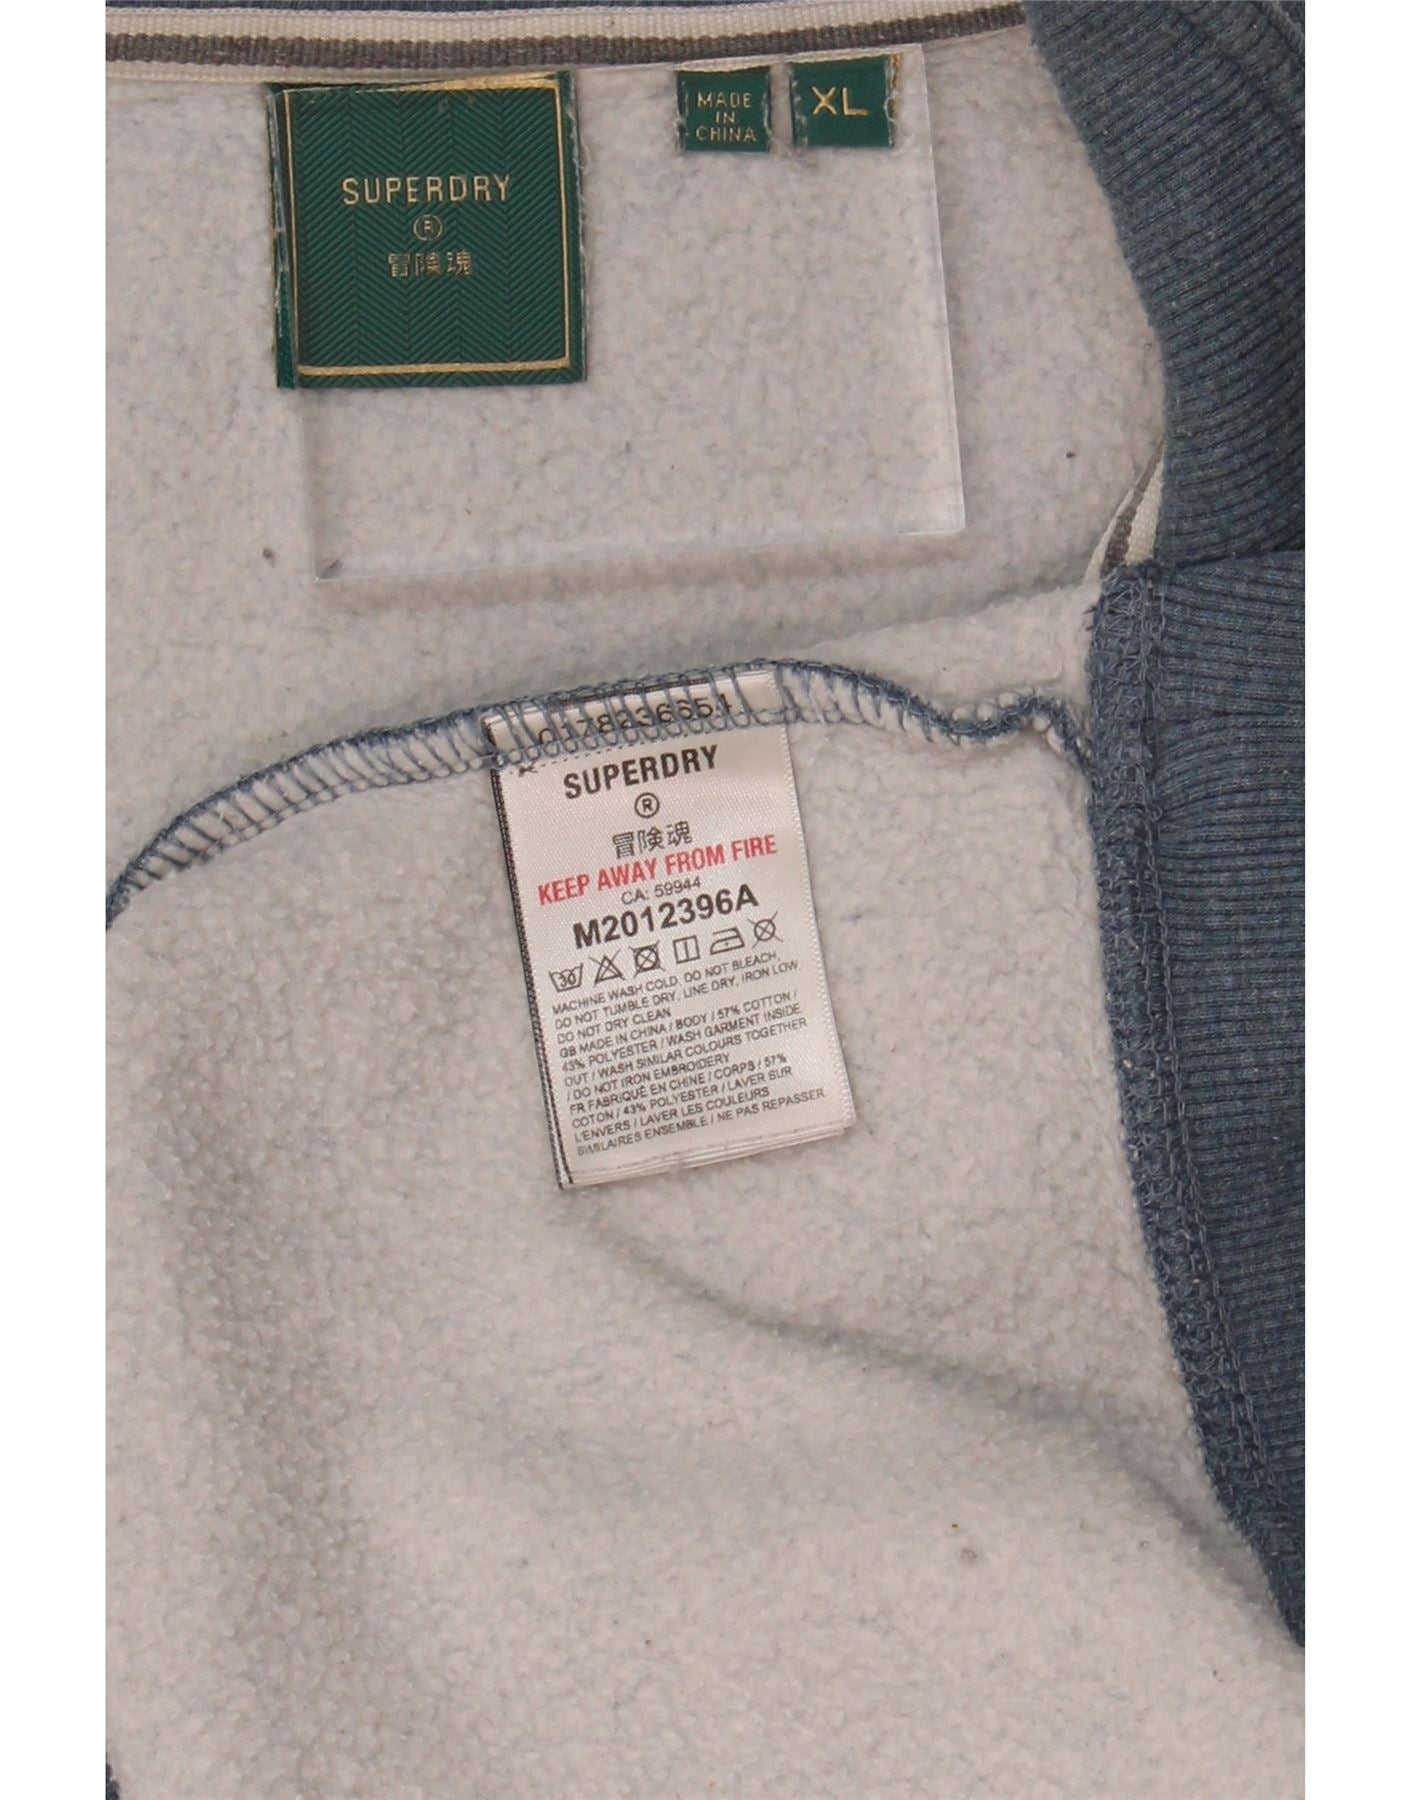 SUPERDRY
®
冒険魂
MADE
IN
CHINA
XL
0178236654
SUPERDRY
®
冒険魂
KEEP AWAY FROM FIRE
CA: 59944
M2012396A
30
MACHINE WASH COLD, DO NOT BLEACH,
DO NOT TUMBLE DRY, LINE DRY, IRON LOW,
DO NOT DRY CLEAN
GB MADE IN CHINA / BODY / 57% COTTON /
43% POLYESTER / WASH GARMENT INSIDE
OUT / WASH SIMILAR COLOURS TOGETHER
/ DO NOT IRON EMBROIDERY
FR FABRIQUÉ EN CHINE / CORPS / 57%
COTON / 43% POLYESTER / LAVER SUR
L'ENVERS / LAVER LES COULEURS
SIMILAIRES ENSEMBLE / NE PAS REPASSER